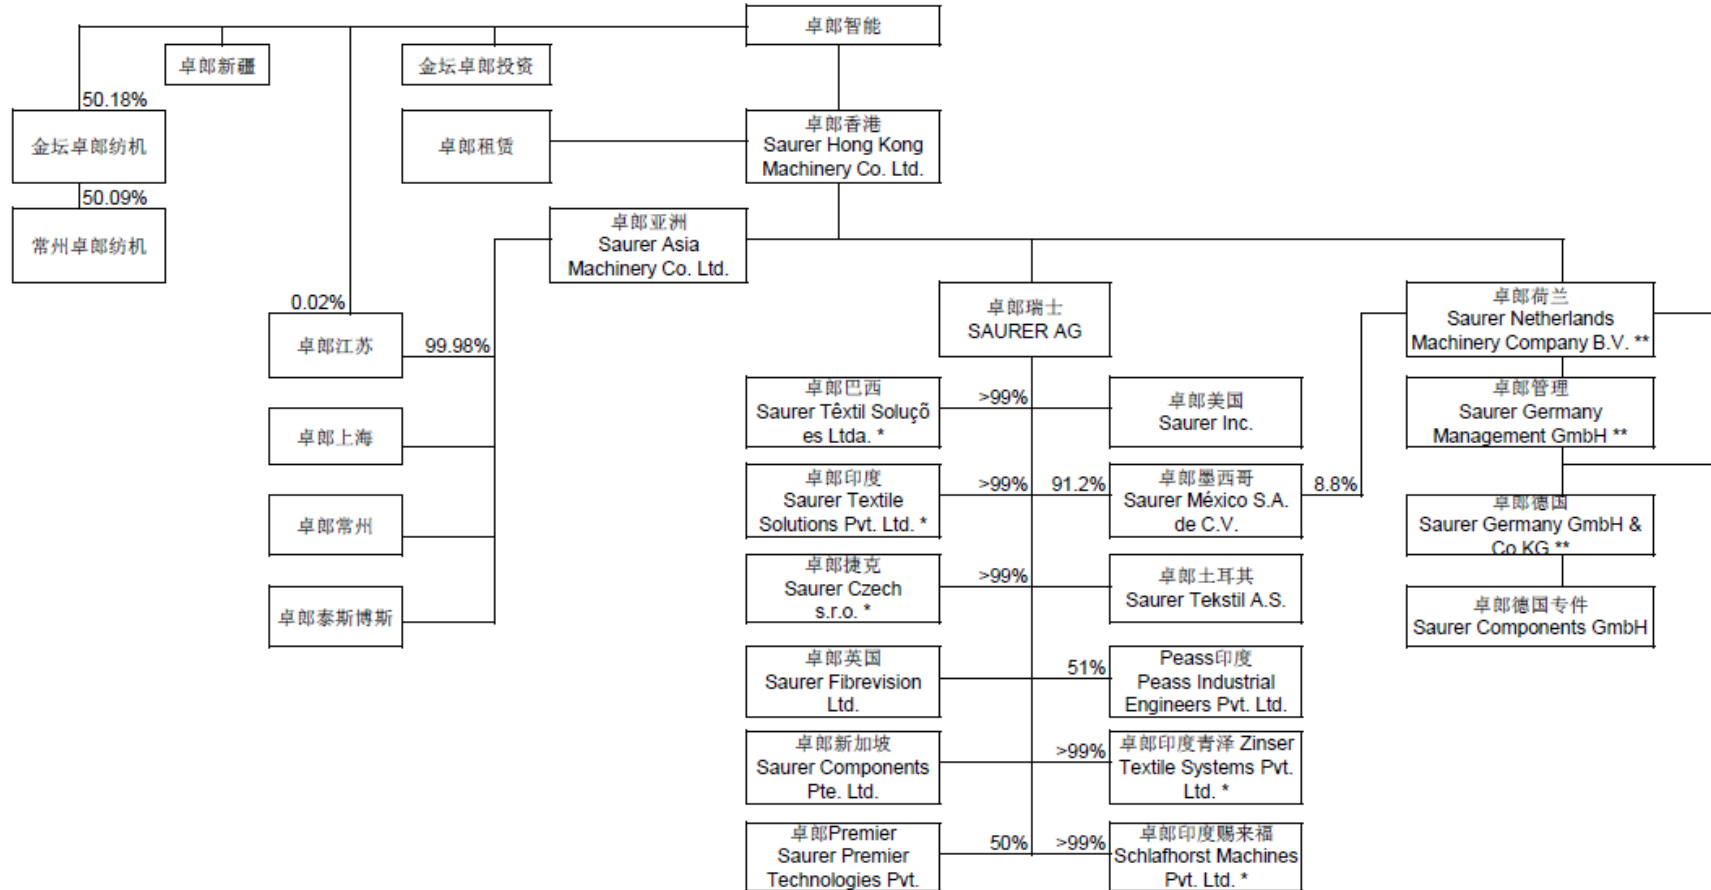 卓郎智能
卓郎新疆
金坛卓郎投资
50.18%
金坛卓郎纺机
卓郎租赁
卓郎香港
Saurer Hong Kong
Machinery Co. Ltd.
50.09%
常州卓郎纺机
卓郎亚洲
Saurer Asia
Machinery Co. Ltd.
0.02%
卓郎江苏
99.98%
卓郎上海
卓郎常州
卓郎泰斯博斯
卓郎瑞士
SAURER AG
卓郎巴西
Saurer Têxtil Soluçõ
es Ltda. *
>99%
卓郎美国
Saurer Inc.
卓郎印度
Saurer Textile
Solutions Pvt. Ltd. *
>99%
91.2%
卓郎墨西哥
Saurer México S.A.
de C.V.
8.8%
卓郎捷克
Saurer Czech
s.r.o. *
>99%
卓郎土耳其
Saurer Tekstil A.S.
卓郎英国
Saurer Fibrevision
Ltd.
51%
Peass印度
Peass Industrial
Engineers Pvt. Ltd.
卓郎新加坡
Saurer Components
Pte. Ltd.
>99%
卓郎印度青泽 Zinser
Textile Systems Pvt.
Ltd. *
卓郎Premier
Saurer Premier
Technologies Pvt.
50%
>99%
卓郎印度赐来福
Schlafhorst Machines
Pvt. Ltd. *
卓郎荷兰
Saurer Netherlands
Machinery Company B.V. **
卓郎管理
Saurer Germany
Management GmbH **
卓郎德国
Saurer Germany GmbH &
Co KG **
卓郎德国专件
Saurer Components GmbH